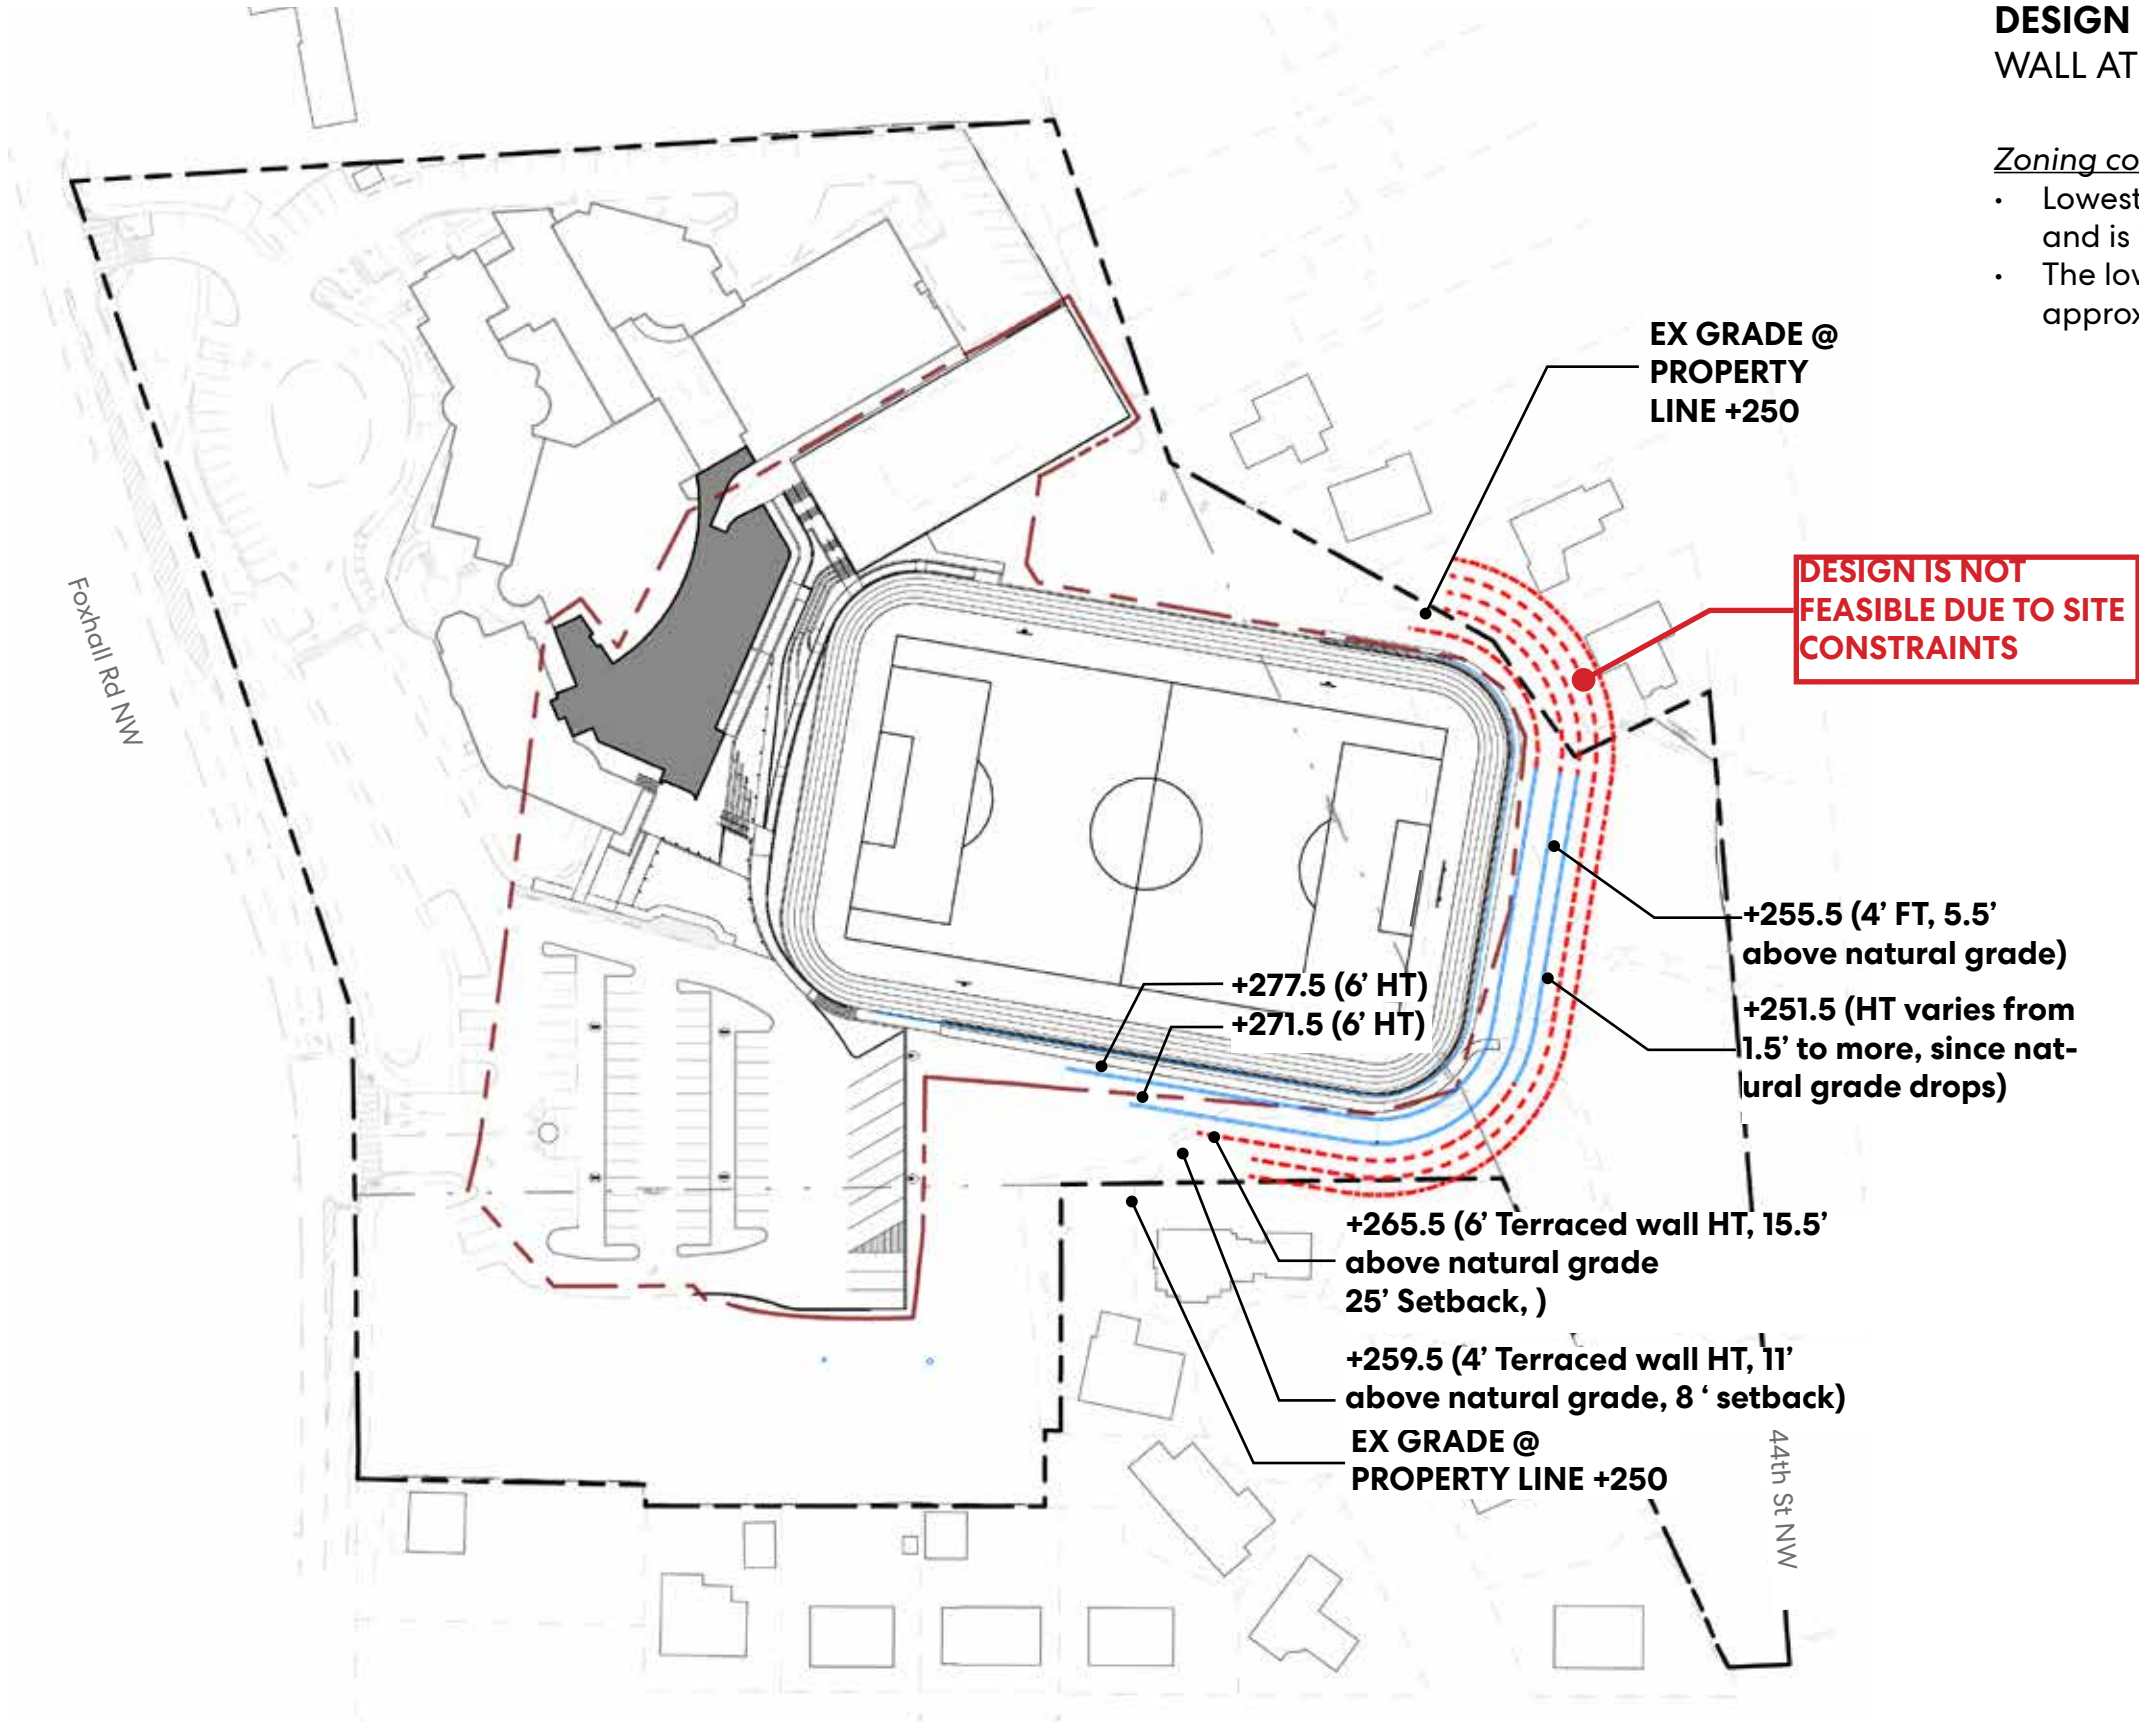 DESIGN
WALL AT
Zoning co
• Lowest
and is
• The low
approx
EX GRADE @
PROPERTY
LINE +250
DESIGN IS NOT
FEASIBLE DUE TO SITE
CONSTRAINTS
Foxhall Rd NW
+255.5 (4’ FT, 5.5’
above natural grade)
+277.5 (6’ HT)
+271.5 (6’ HT)
+251.5 (HT varies from
1.5’ to more, since nat-
ural grade drops)
+265.5 (6’ Terraced wall HT, 15.5’
above natural grade
25’ Setback, )
+259.5 (4’ Terraced wall HT, 11’
above natural grade, 8 ‘ setback)
EX GRADE @
PROPERTY LINE +250
44th St NW